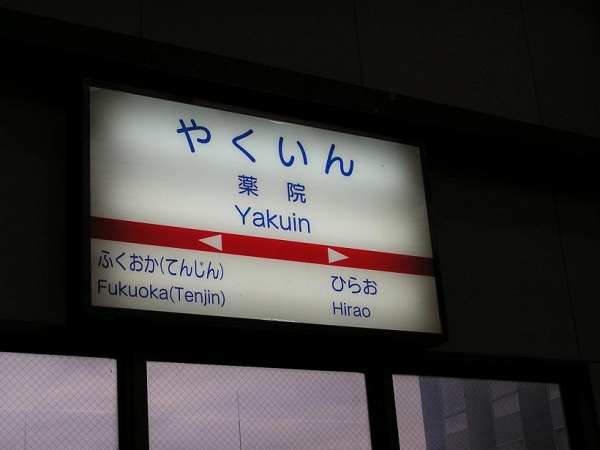 やくいん
薬院
Yakuin
ふくおか(てんじん)
Fukuoka(Tenjin)
ひらお
Hirao